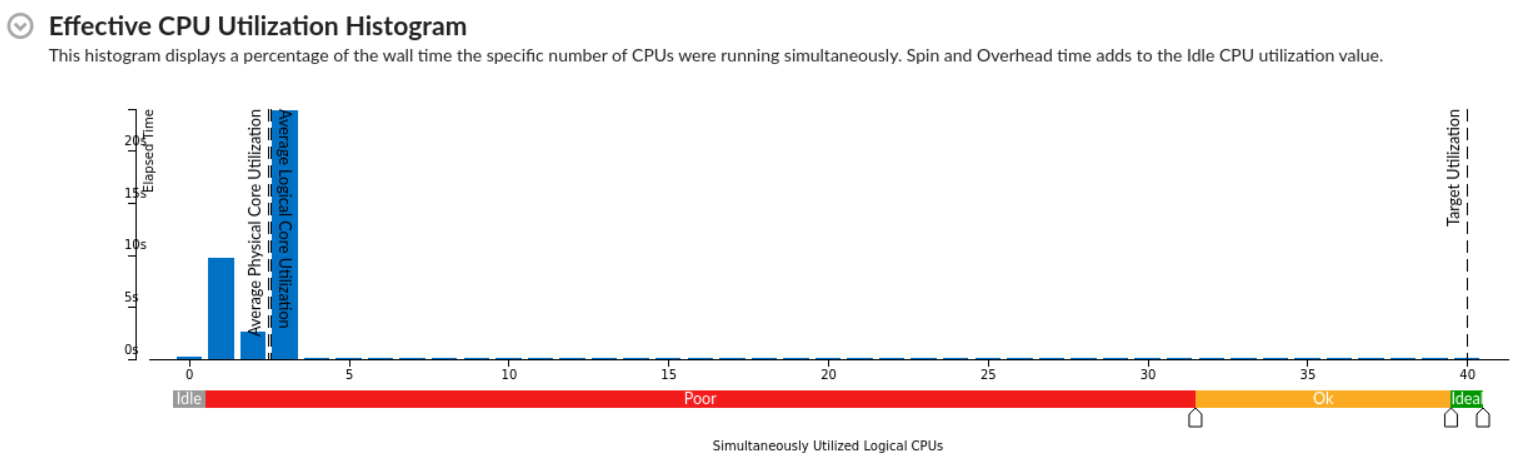 Effective CPU Utilization Histogram
This histogram displays a percentage of the wall time the specific number of CPUs were running simultaneously. Spin and Overhead time adds to the Idle CPU utilization value.
Elapsed Time
20s
15s
10s
5s
0s
Average Physical Core Utilization
Average Logical Core Utilization
Target Utilization
0 5 10 15 20 25 30 35 40
Idle Poor Ok Ideal
Simultaneously Utilized Logical CPUs